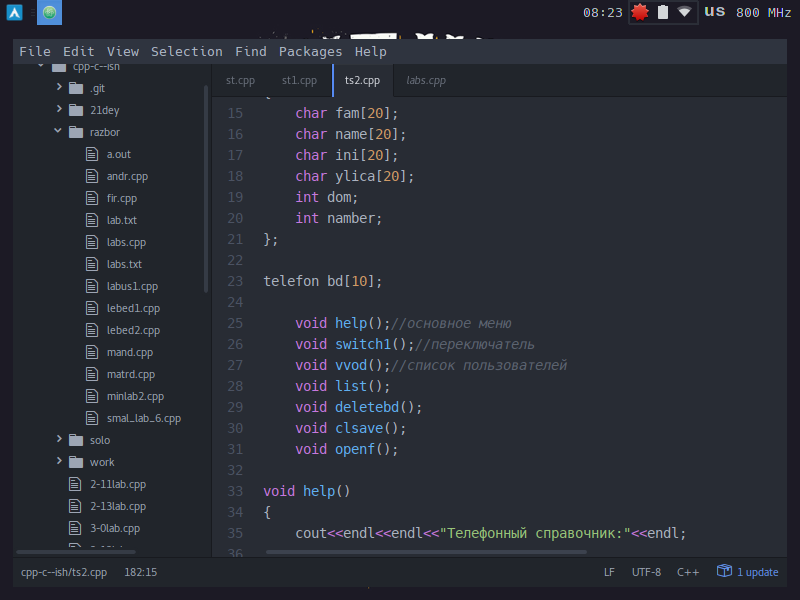 08:23 us 800 MHz
File Edit View Selection Find Packages Help
cpp-c--ish
.git
21dey
razbor
a.out
andr.cpp
fir.cpp
lab.txt
labs.cpp
labs.txt
labus1.cpp
lebed1.cpp
lebed2.cpp
mand.cpp
matrd.cpp
minlab2.cpp
smal_lab_6.cpp
solo
work
2-11lab.cpp
2-13lab.cpp
3-0lab.cpp
st.cpp st1.cpp ts2.cpp labs.cpp
{
15 char fam[20];
16 char name[20];
17 char ini[20];
18 char ylica[20];
19 int dom;
20 int namber;
21 };
22
23 telefon bd[10];
24
25 void help();//основное меню
26 void switch1();//переключатель
27 void vvod();//список пользователей
28 void list();
29 void deletebd();
30 void clsave();
31 void openf();
32
33 void help()
34 {
35 cout<<endl<<endl<<"Телефонный справочник:"<<endl;
36
cpp-c--ish/ts2.cpp 182:15 LF UTF-8 C++ 1 update